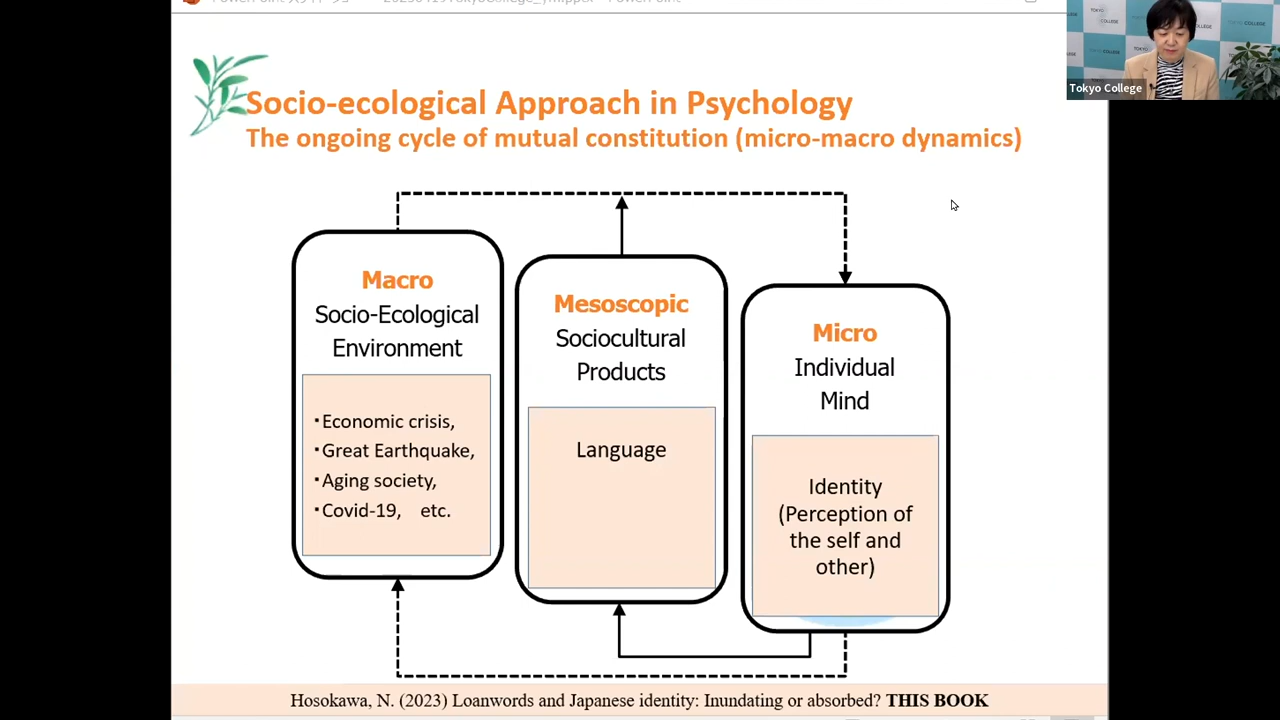 Tokyo College
Socio-ecological Approach in Psychology
The ongoing cycle of mutual constitution (micro-macro dynamics)
Macro
Socio-Ecological
Environment
・Economic crisis,
・Great Earthquake,
・Aging society,
・Covid-19, etc.
Mesoscopic
Sociocultural
Products
Language
Micro
Individual
Mind
Identity
(Perception of
the self and
other)
Hosokawa, N. (2023) Loanwords and Japanese identity: Inundating or absorbed? THIS BOOK